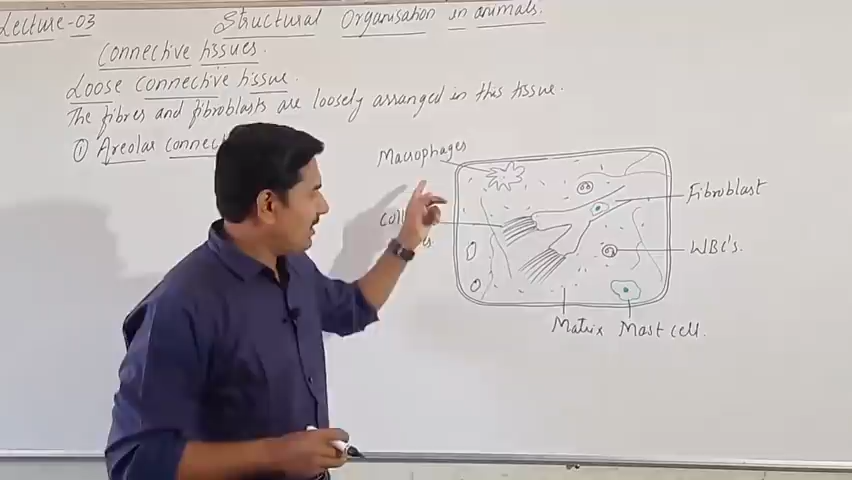 Lecture-03
Structural Organisation in animals.
Connective tissues.
Loose connective tissue.
The fibres and fibroblasts are loosely arranged in this tissue.
① Areolar connec
Macrophages
Coll
Fibroblast
WBC's.
Matrix
Mast cell.